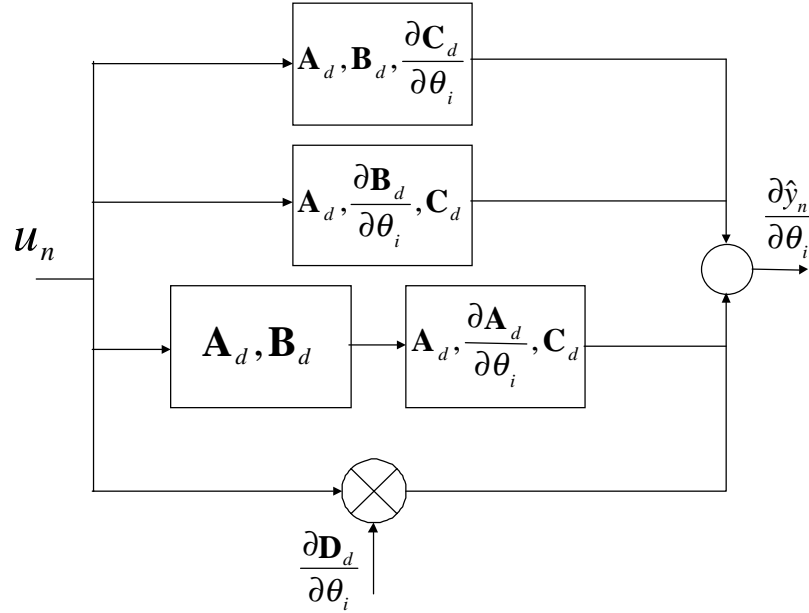 A_d, B_d, ∂C_d/∂θ_i
A_d, ∂B_d/∂θ_i, C_d
u_n
∂ŷ_n/∂θ_i
A_d, B_d
A_d, ∂A_d/∂θ_i, C_d
∂D_d/∂θ_i